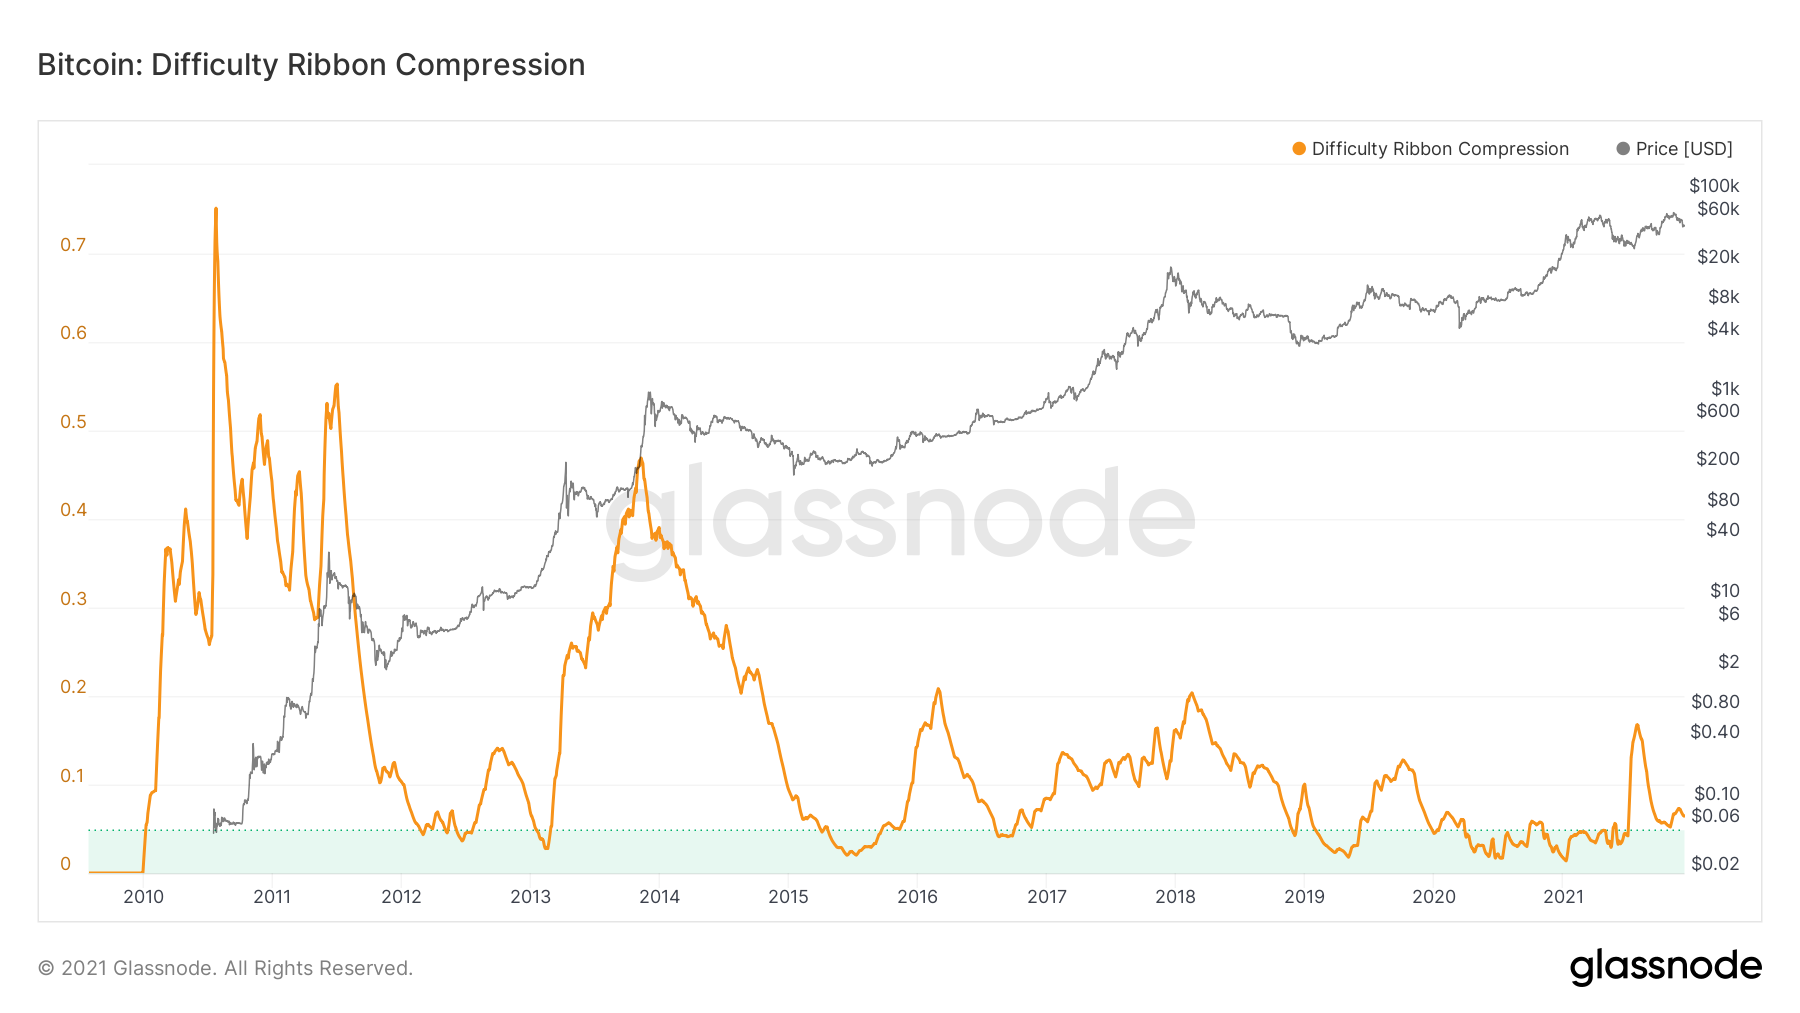 Bitcoin: Difficulty Ribbon Compression
Difficulty Ribbon Compression Price [USD]
$100k
0.7 $60k
0.6 $20k
0.5 $8k
0.4 $4k
0.3 $1k
0.2 $600
0.1 $200
0 $80
$40
$10
$6
$2
$0.80
$0.40
$0.10
$0.06
$0.02
glassnode
2010 2011 2012 2013 2014 2015 2016 2017 2018 2019 2020 2021
© 2021 Glassnode. All Rights Reserved.
glassnode